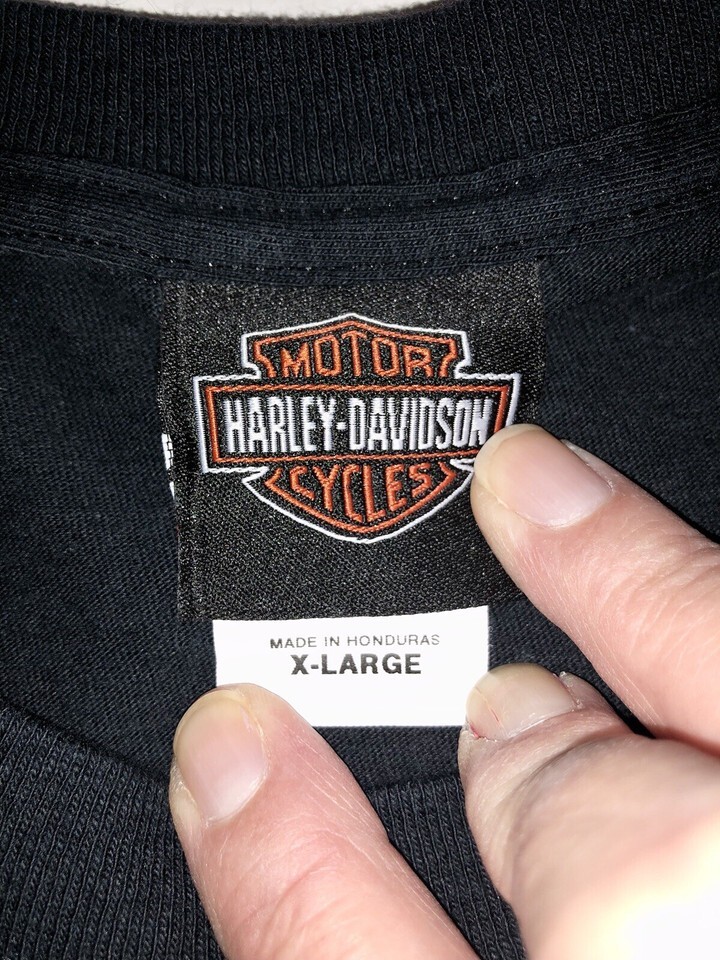 MOTOR
HARLEY-DAVIDSON
CYCLES
MADE IN HONDURAS
X-LARGE